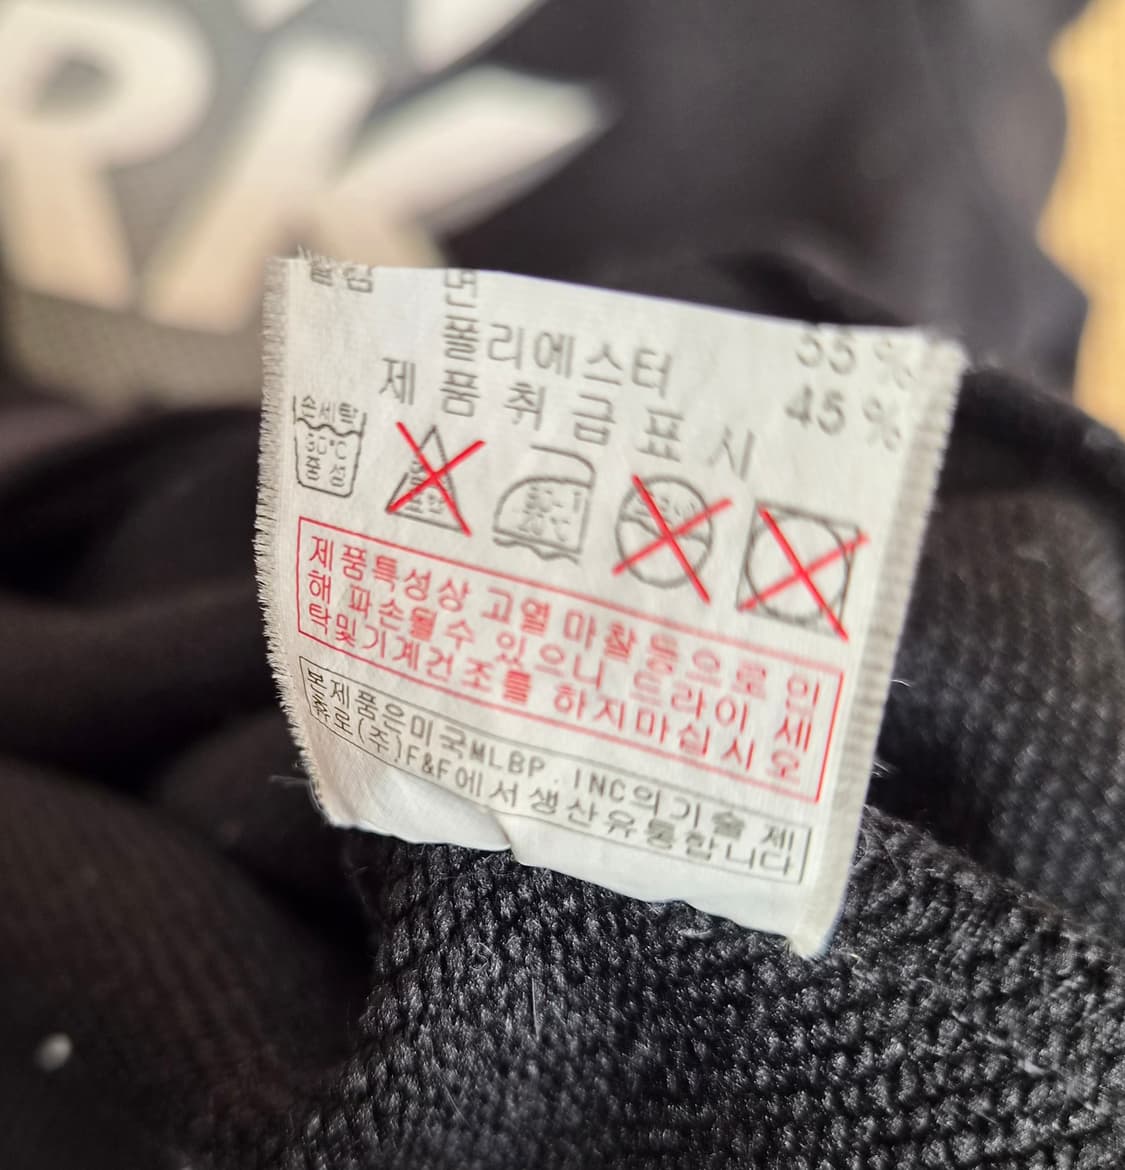 RK
면 55 %
폴리에스터 45 %
제 품 취 금 표 시
손세탁
30℃
중 성
제품특성상 고열 마찰등으로 인
해 파손될수 있으니 드라이 세
탁및기계건조를 하지마십시오
본제품은미국MLBP. INC의기술 제
휴로(주)F&F에서생산유통합니다